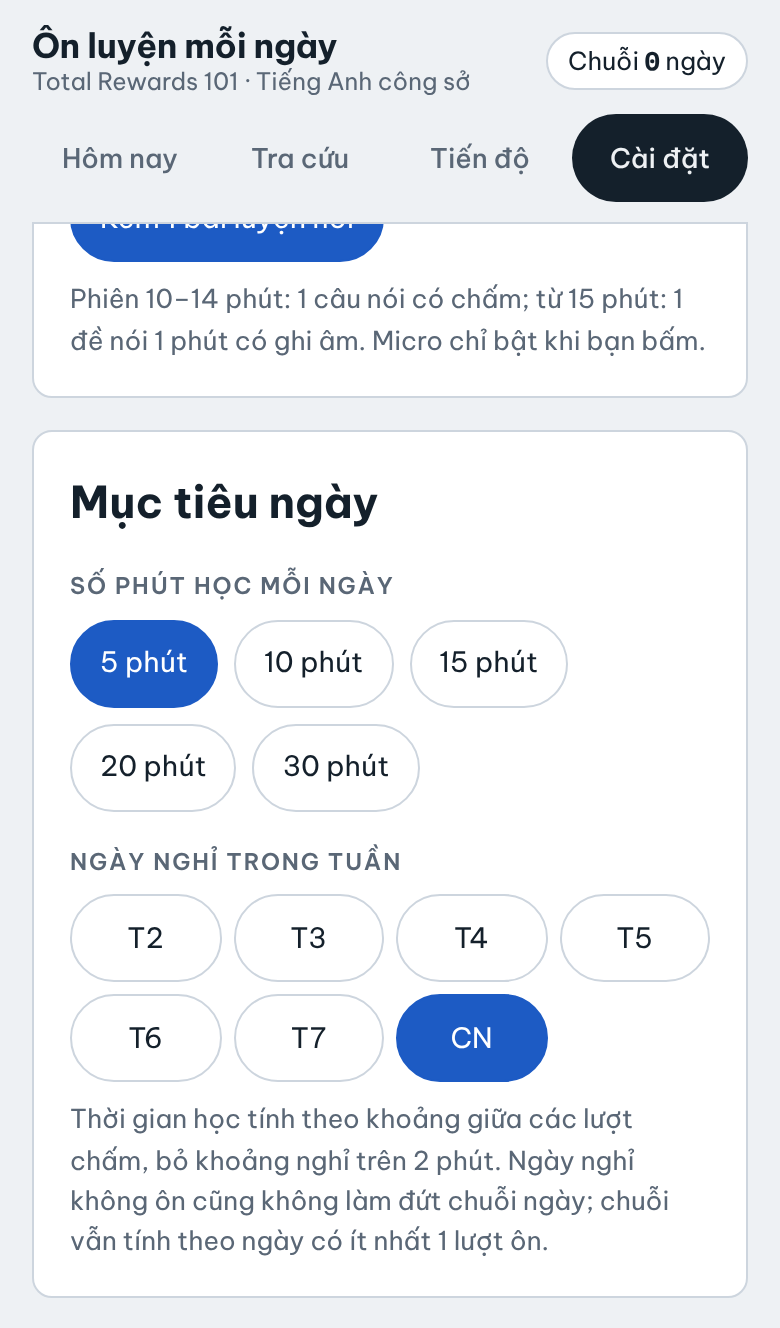 Ôn luyện mỗi ngày
Total Rewards 101 · Tiếng Anh công sở
Chuỗi 0 ngày
Hôm nay
Tra cứu
Tiến độ
Cài đặt
Kèm 1 bài luyện nói
Phiên 10–14 phút: 1 câu nói có chấm; từ 15 phút: 1
đề nói 1 phút có ghi âm. Micro chỉ bật khi bạn bấm.
Mục tiêu ngày
SỐ PHÚT HỌC MỖI NGÀY
5 phút
10 phút
15 phút
20 phút
30 phút
NGÀY NGHỈ TRONG TUẦN
T2
T3
T4
T5
T6
T7
CN
Thời gian học tính theo khoảng giữa các lượt
chấm, bỏ khoảng nghỉ trên 2 phút. Ngày nghỉ
không ôn cũng không làm đứt chuỗi ngày; chuỗi
vẫn tính theo ngày có ít nhất 1 lượt ôn.